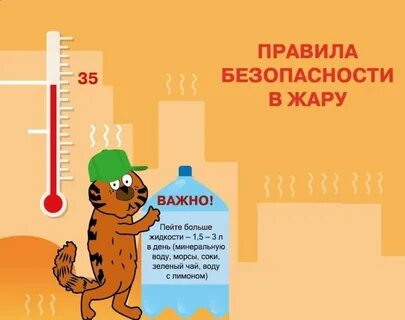 ПРАВИЛА
БЕЗОПАСНОСТИ
В ЖАРУ
35
ВАЖНО!
Пейте больше
жидкости – 1,5 – 3 л
в день (минеральную
воду, морсы, соки,
зеленый чай, воду
с лимоном)